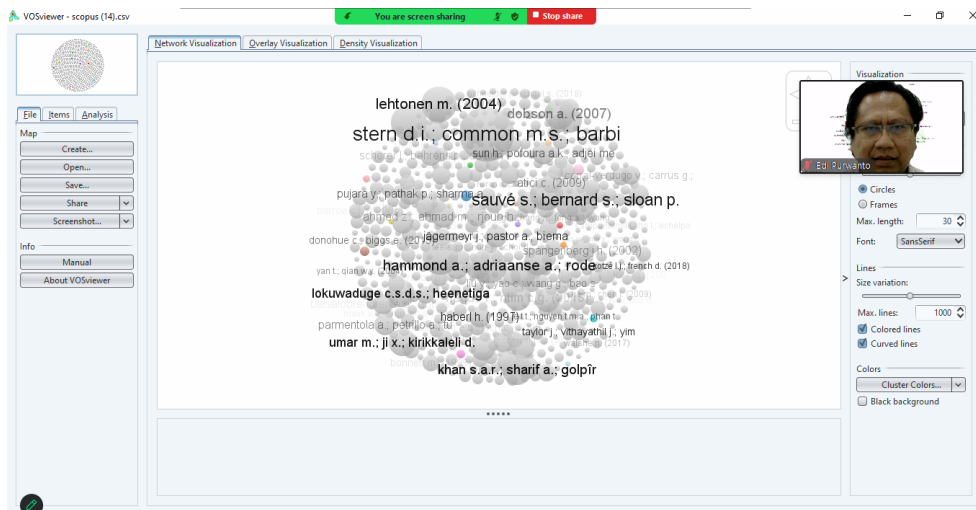 VOSviewer - scopus (14).csv
You are screen sharing
Stop share
Network Visualization
Overlay Visualization
Density Visualization
File
Items
Analysis
Map
Create...
Open...
Save...
Share
Screenshot...
Info
Manual
About VOSviewer
lehtonen m. (2004)
dobson a. (2007)
stern d.i.; common m.s.; barbi
sun h.; pofoura a.k.; adjei me
atici c. (2009)
pujara y.; pathak p.; sharma a.
sauvé s.; bernard s.; sloan p.
jägermeyr j.; pastor a.; biema
spangenberg j.h. (2002)
hammond a.; adriaanse a.; rode
kotzé l.j.; french d. (2018)
lokuwaduge c.s.d.s.; heenetiga
haberl h. (1997)
parmentola a.; petrillo a.; tu
taylor j.; vithayathil j.; yim
umar m.; ji x.; kirikkaleli d.
khan s.a.r.; sharif a.; golpîr
Visualization
Edi Purwanto
Circles
Frames
Max. length: 30
Font: SansSerif
Lines
Size variation:
Max. lines: 1000
Colored lines
Curved lines
Colors
Cluster Colors...
Black background